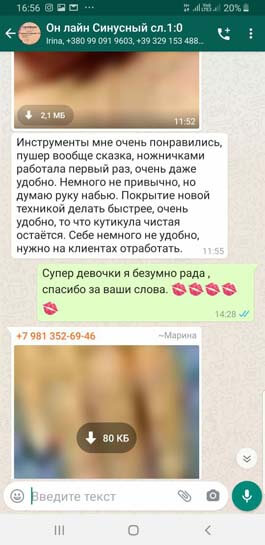 16:56
20%
Он лайн Синусный сл.1:0
Irina, +380 99 091 9603, +39 329 153 488...
2,1 МБ
11:52
Инструменты мне очень понравились,
пушер вообще сказка, ножничками
работала первый раз, очень даже
удобно. Немного не привычно, но
думаю руку набью. Покрытие новой
техникой делать быстрее, очень
удобно, то что кутикула чистая
остаётся. Себе немного не удобно,
нужно на клиентах отработать.
11:55
Супер девочки я безумно рада ,
спасибо за ваши слова.
14:28
+7 981 352-69-46
~Марина
80 КБ
Введите текст